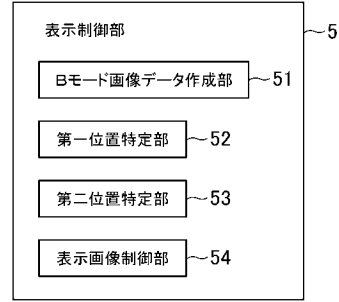 表示制御部
5
Bモード画像データ作成部
51
第一位置特定部
52
第二位置特定部
53
表示画像制御部
54